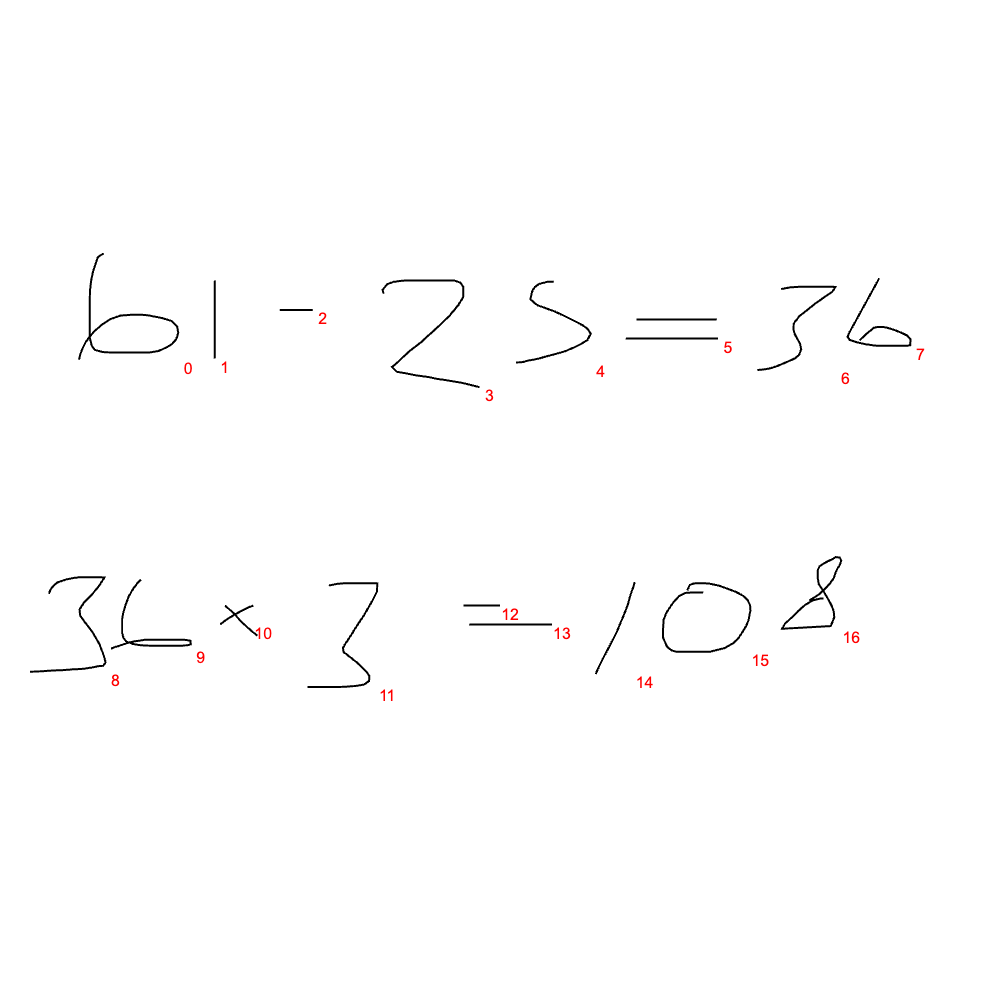 61 - 25 = 36
36 × 3 = 108